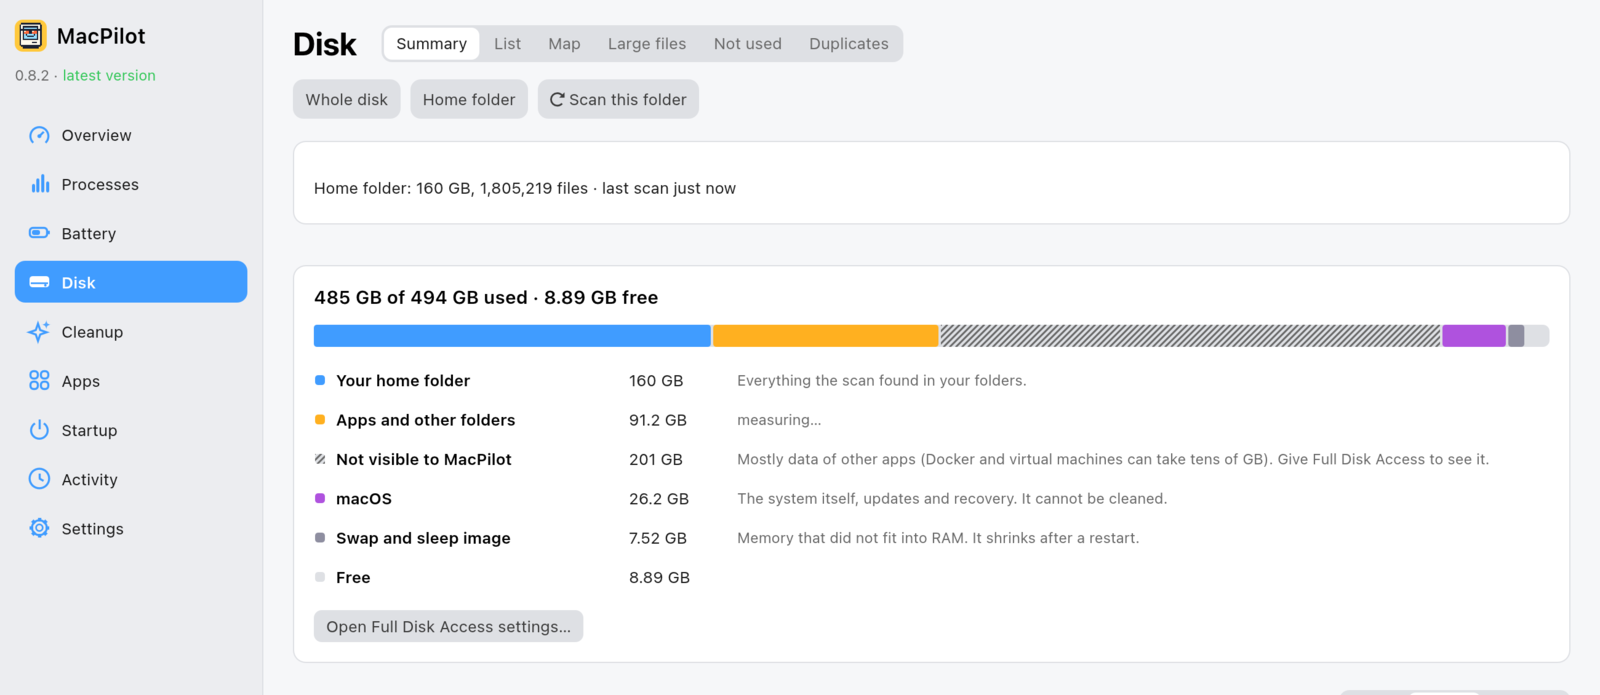 MacPilot
0.8.2 · latest version
Overview
Processes
Battery
Disk
Cleanup
Apps
Startup
Activity
Settings
Disk
Summary List Map Large files Not used Duplicates
Whole disk Home folder Scan this folder
Home folder: 160 GB, 1,805,219 files · last scan just now
485 GB of 494 GB used · 8.89 GB free
Your home folder 160 GB Everything the scan found in your folders.
Apps and other folders 91.2 GB measuring...
Not visible to MacPilot 201 GB Mostly data of other apps (Docker and virtual machines can take tens of GB). Give Full Disk Access to see it.
macOS 26.2 GB The system itself, updates and recovery. It cannot be cleaned.
Swap and sleep image 7.52 GB Memory that did not fit into RAM. It shrinks after a restart.
Free 8.89 GB
Open Full Disk Access settings...